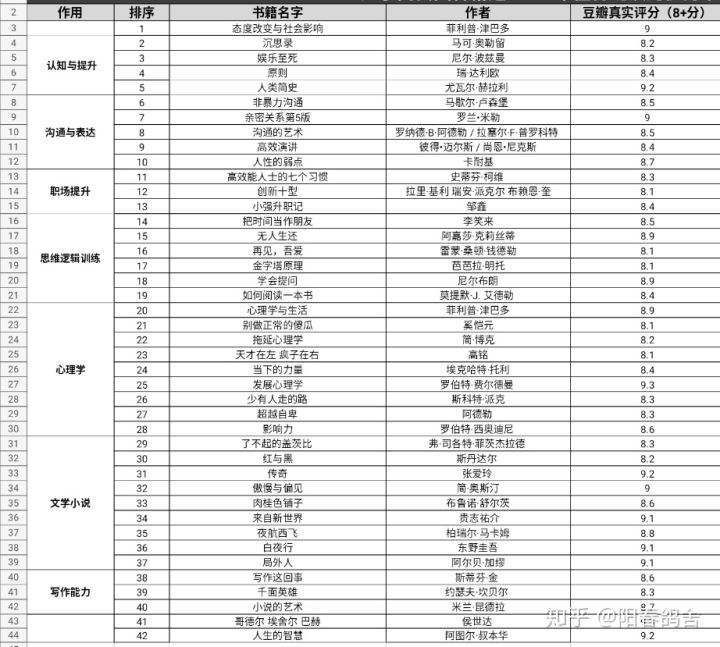 2 作用 排序 书籍名字 作者 豆瓣真实评分（8+分）
3 1 态度改变与社会影响 菲利普·津巴多 9
4 2 沉思录 马可·奥勒留 8.2
5 认知与提升 3 娱乐至死 尼尔·波兹曼 8.3
6 4 原则 瑞·达利欧 8.4
7 5 人类简史 尤瓦尔·赫拉利 9.2
8 6 非暴力沟通 马歇尔·卢森堡 8.5
9 7 亲密关系第5版 罗兰•米勒 9
10 沟通与表达 8 沟通的艺术 罗纳德·B·阿德勒 / 拉塞尔·F·普罗科特 8.5
11 9 高效演讲 彼得•迈尔斯 / 尚恩•尼克斯 8.4
12 10 人性的弱点 卡耐基 8.7
13 11 高效能人士的七个习惯 史蒂芬·柯维 8.3
14 职场提升 12 创新十型 拉里·基利 瑞安·派克尔 布赖恩·奎 8.1
15 13 小强升职记 邹鑫 8.4
16 14 把时间当作朋友 李笑来 8.5
17 15 无人生还 阿嘉莎·克莉丝蒂 8.9
18 思维逻辑训练 16 再见，吾爱 雷蒙·桑顿·钱德勒 8.1
19 17 金字塔原理 芭芭拉·明托 8.1
20 18 学会提问 尼尔布朗 8.9
21 19 如何阅读一本书 莫提默·J. 艾德勒 8.4
22 20 心理学与生活 菲利普·津巴多 8.9
23 21 别做正常的傻瓜 奚恺元 8.1
24 22 拖延心理学 简·博克 8.2
25 23 天才在左 疯子在右 高铭 8.1
26 心理学 24 当下的力量 埃克哈特·托利 8.4
27 25 发展心理学 罗伯特·费尔德曼 9.3
28 26 少有人走的路 斯科特·派克 8.3
29 27 超越自卑 阿德勒 8.3
30 28 影响力 罗伯特·西奥迪尼 8.6
31 29 了不起的盖茨比 弗·司各特·菲茨杰拉德 8.3
32 30 红与黑 斯丹达尔 8.2
33 31 传奇 张爱玲 9.2
34 32 傲慢与偏见 简·奥斯汀 9
35 文学小说 33 肉桂色铺子 布鲁诺·舒尔茨 8.6
36 34 来自新世界 贵志祐介 9.1
37 35 夜航西飞 柏瑞尔·马卡姆 8.8
38 36 白夜行 东野圭吾 9.1
39 37 局外人 阿尔贝·加缪 9.1
40 38 写作这回事 斯蒂芬·金 8.6
41 写作能力 39 千面英雄 约瑟夫·坎贝尔 8.3
42 40 小说的艺术 米兰·昆德拉 8.7
43 41 哥德尔 埃舍尔 巴赫 侯世达
44 42 人生的智慧 阿图尔·叔本华 9.2
知乎 @阳春鸽舍